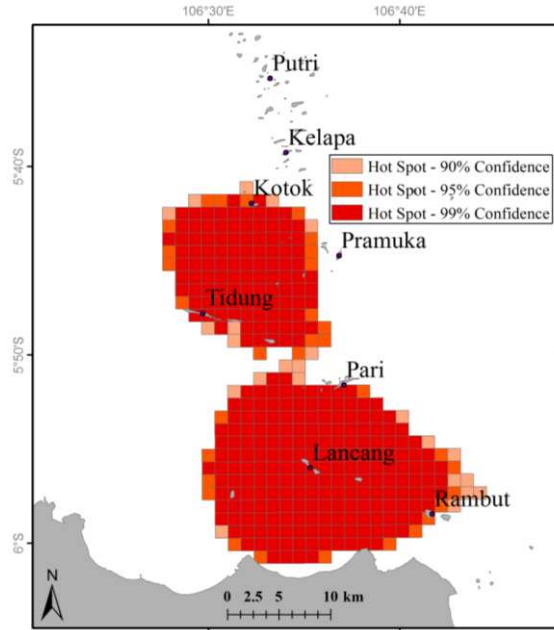 106°30'E 106°40'E
Putri
Kelapa
5°40'S
Hot Spot - 90% Confidence
Hot Spot - 95% Confidence
Hot Spot - 99% Confidence
Kotok
Pramuka
Tidung
5°50'S
Pari
Lancang
Rambut
6°S
N
0 2.5 5 10 km